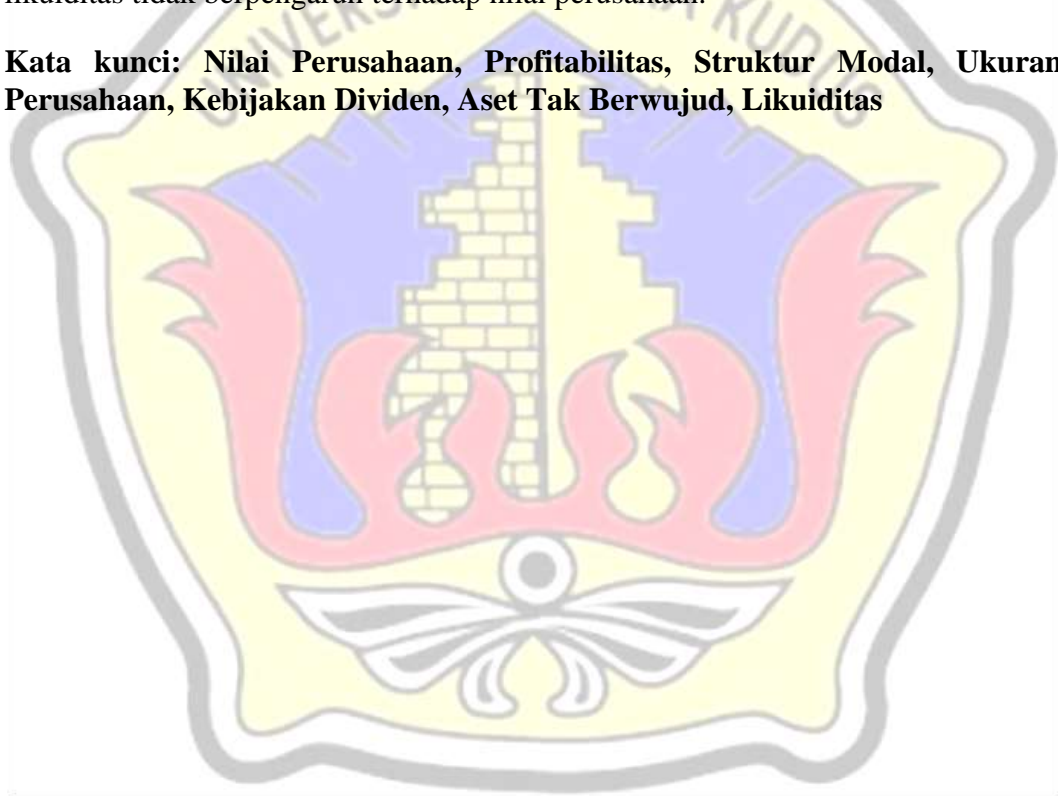 likuiditas tidak berpengaruh terhadap nilai perusahaan.
Kata kunci: Nilai Perusahaan, Profitabilitas, Struktur Modal, Ukuran
Perusahaan, Kebijakan Dividen, Aset Tak Berwujud, Likuiditas
KUDUS